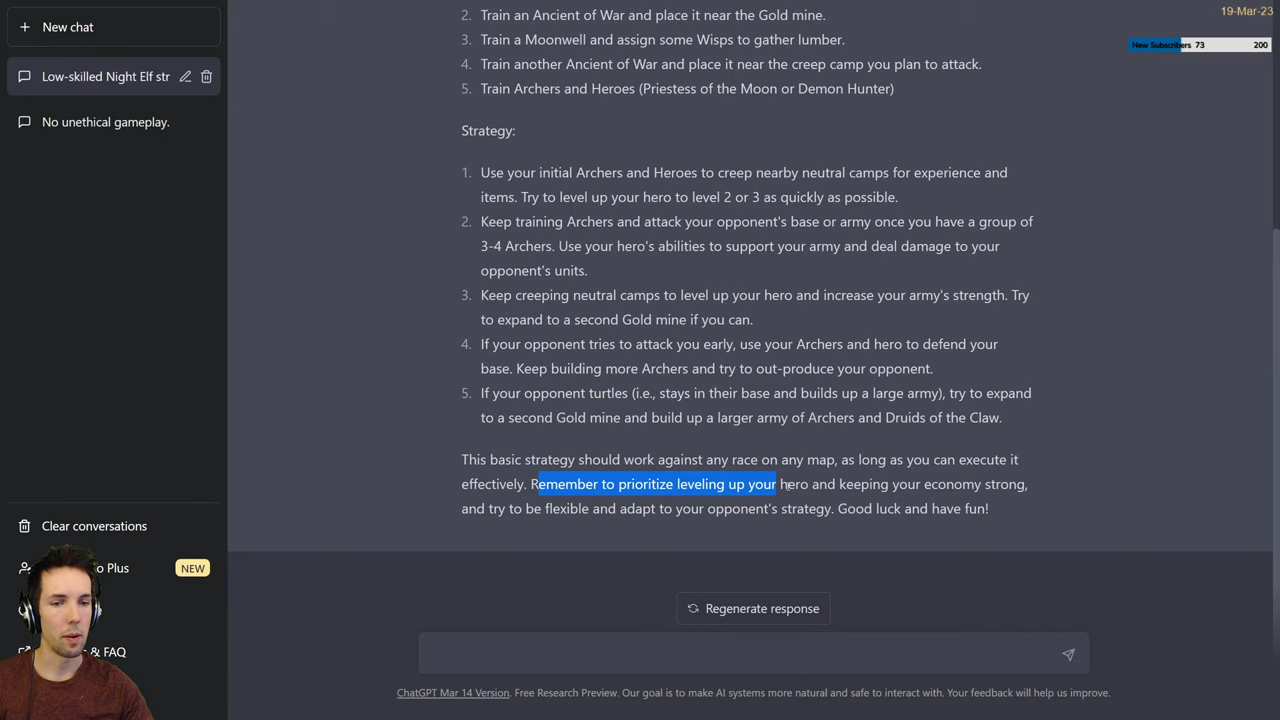 19-Mar-23
New Subscribers 73 200
New chat
Low-skilled Night Elf str
No unethical gameplay.
2. Train an Ancient of War and place it near the Gold mine.
3. Train a Moonwell and assign some Wisps to gather lumber.
4. Train another Ancient of War and place it near the creep camp you plan to attack.
5. Train Archers and Heroes (Priestess of the Moon or Demon Hunter)
Strategy:
1. Use your initial Archers and Heroes to creep nearby neutral camps for experience and
items. Try to level up your hero to level 2 or 3 as quickly as possible.
2. Keep training Archers and attack your opponent's base or army once you have a group of
3-4 Archers. Use your hero's abilities to support your army and deal damage to your
opponent's units.
3. Keep creeping neutral camps to level up your hero and increase your army's strength. Try
to expand to a second Gold mine if you can.
4. If your opponent tries to attack you early, use your Archers and hero to defend your
base. Keep building more Archers and try to out-produce your opponent.
5. If your opponent turtles (i.e., stays in their base and builds up a large army), try to expand
to a second Gold mine and build up a larger army of Archers and Druids of the Claw.
This basic strategy should work against any race on any map, as long as you can execute it
effectively. Remember to prioritize leveling up your hero and keeping your economy strong,
and try to be flexible and adapt to your opponent's strategy. Good luck and have fun!
Clear conversations
Plus NEW
& FAQ
Regenerate response
ChatGPT Mar 14 Version. Free Research Preview. Our goal is to make AI systems more natural and safe to interact with. Your feedback will help us improve.